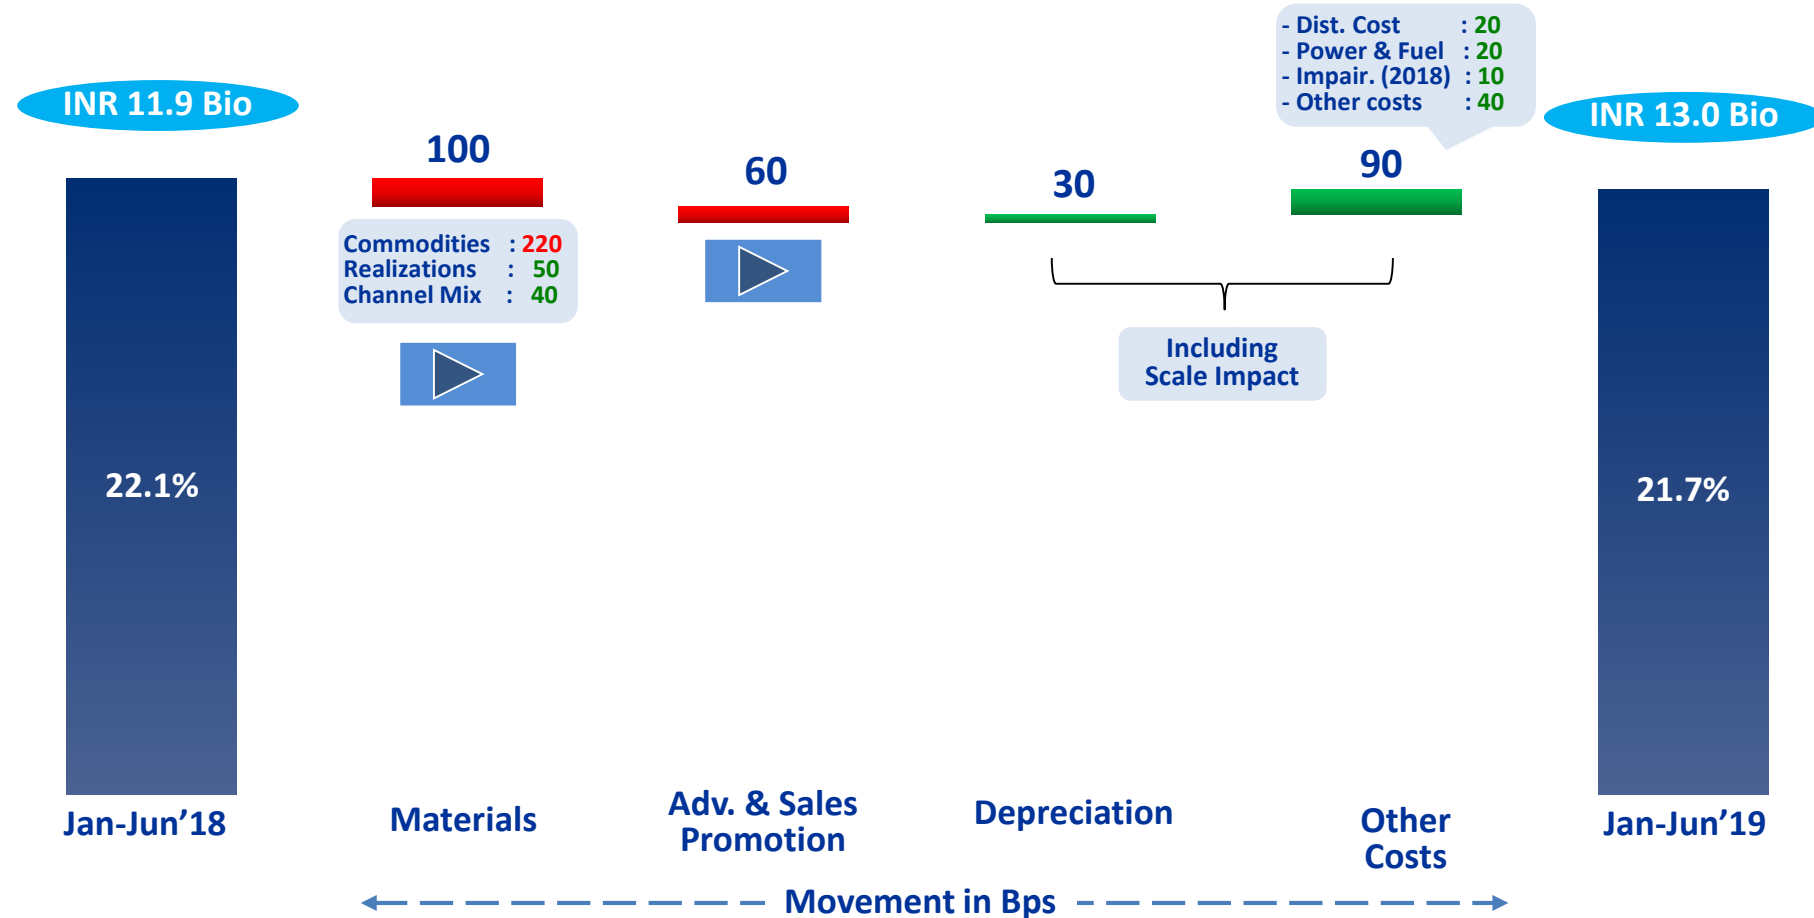 - Dist. Cost : 20
- Power & Fuel : 20
- Impair. (2018) : 10
- Other costs : 40
INR 11.9 Bio
INR 13.0 Bio
100
60
30
90
Commodities : 220
Realizations : 50
Channel Mix : 40
Including
Scale Impact
22.1%
21.7%
Jan-Jun’18
Materials
Adv. & Sales
Promotion
Depreciation
Other
Costs
Jan-Jun’19
Movement in Bps